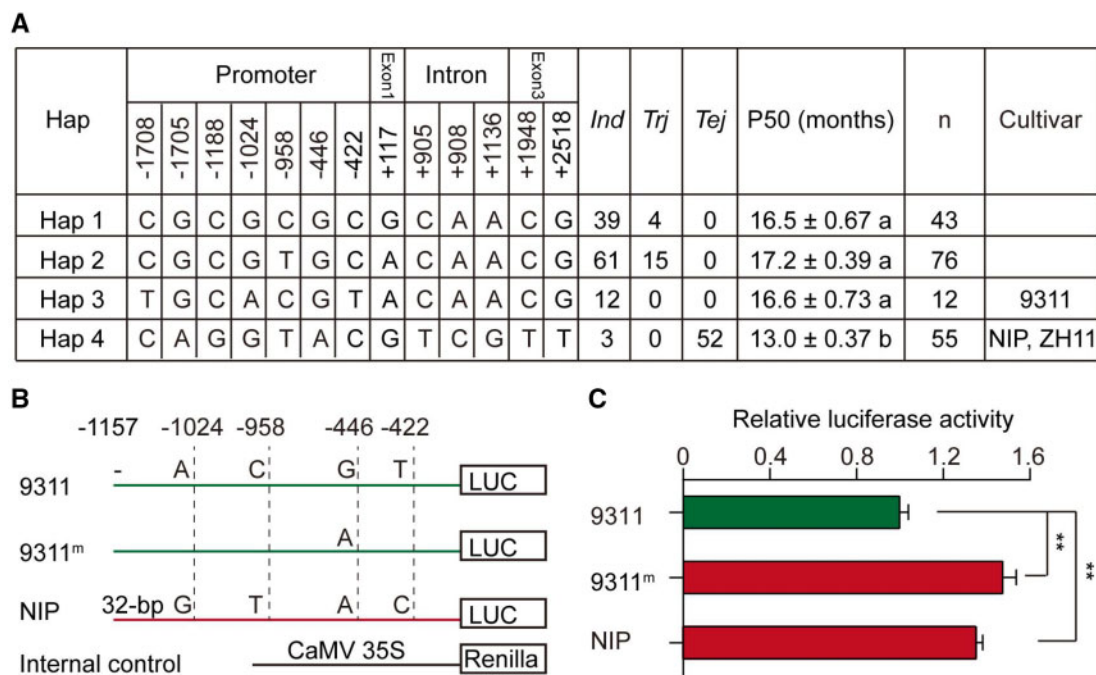 A
Hap Promoter Exon1 Intron Exon3 Ind Trj Tej P50 (months) n Cultivar
-1708 -1705 -1188 -1024 -958 -446 -422 +117 +905 +908 +1136 +1948 +2518
Hap 1 C G C G C G C G C A A C G 39 4 0 16.5 ± 0.67 a 43
Hap 2 C G C G T G C A C A A C G 61 15 0 17.2 ± 0.39 a 76
Hap 3 T G C A C G T A C A A C G 12 0 0 16.6 ± 0.73 a 12 9311
Hap 4 C A G G T A C G T C G T T 3 0 52 13.0 ± 0.37 b 55 NIP, ZH11
B
-1157 -1024 -958 -446 -422
9311 - A C G T LUC
9311ᵐ A LUC
NIP 32-bp G T A C LUC
Internal control CaMV 35S Renilla
C
Relative luciferase activity
0 0.4 0.8 1.2 1.6
9311
9311ᵐ
NIP
**
**